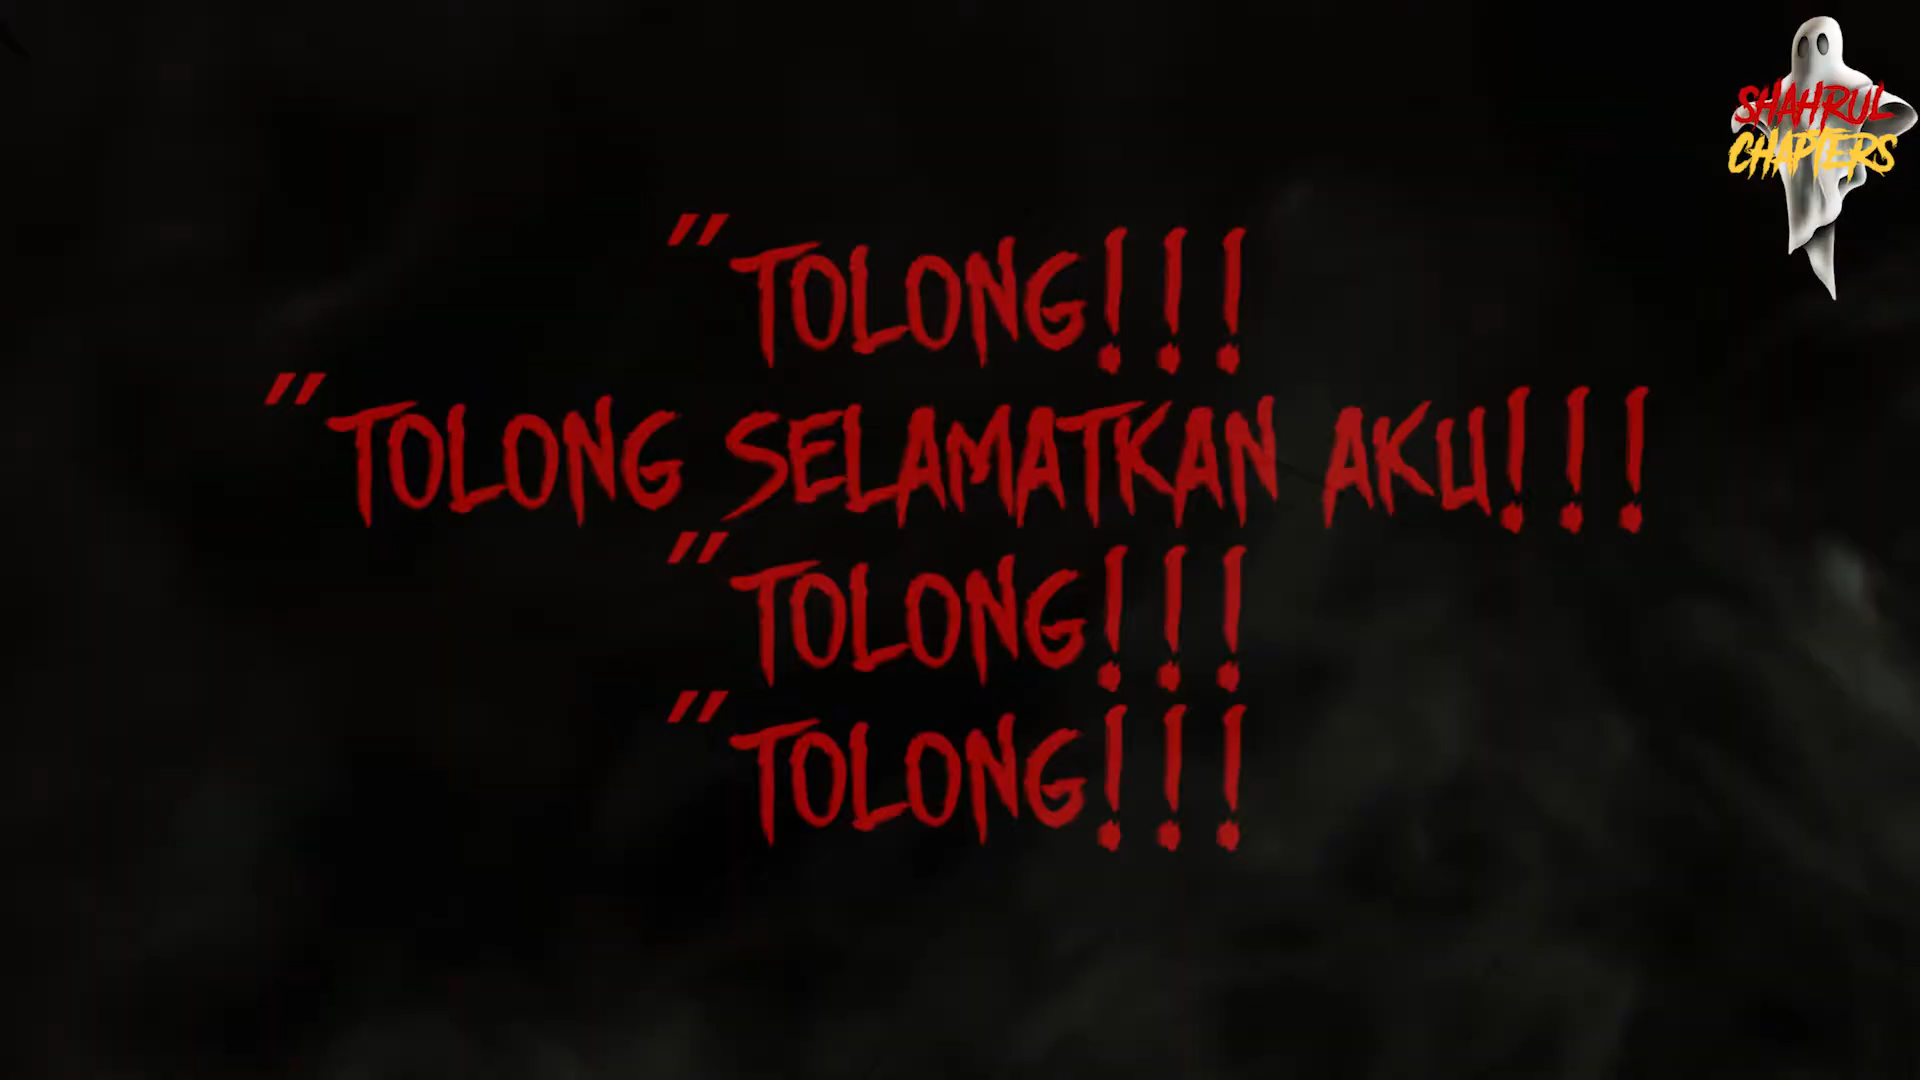 SHAHRUL
CHAPTERS
"TOLONG!!!
"TOLONG SELAMATKAN AKU!!!
"TOLONG!!!
"TOLONG!!!